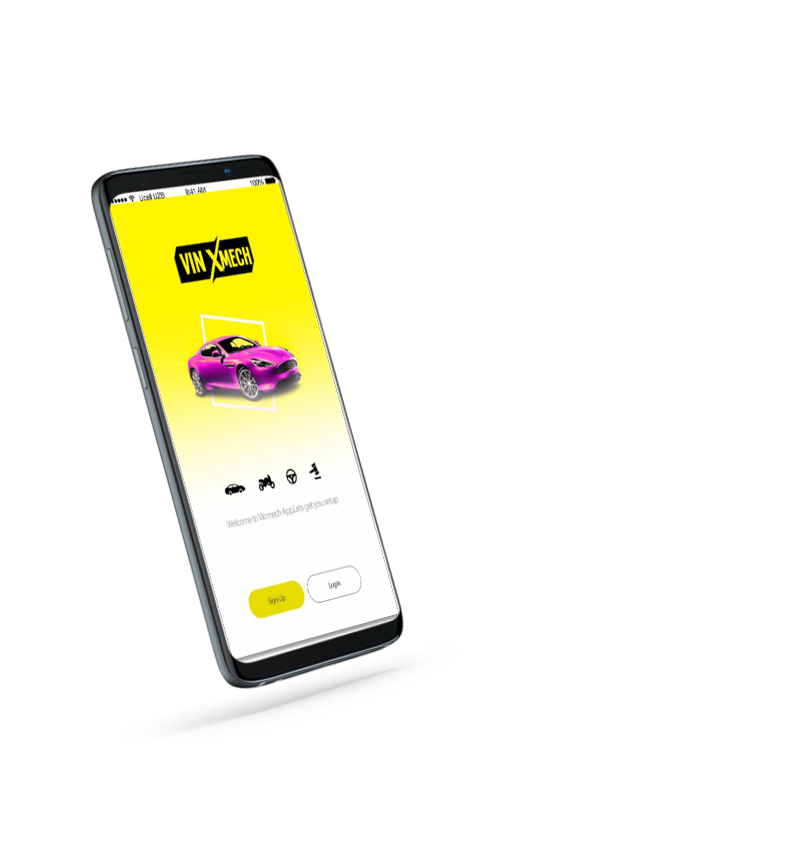 Ucell UZB 9:41 AM 100%
VIN XMECH
Welcome to Vin mech App.Lets get you setup
Sign Up
Login